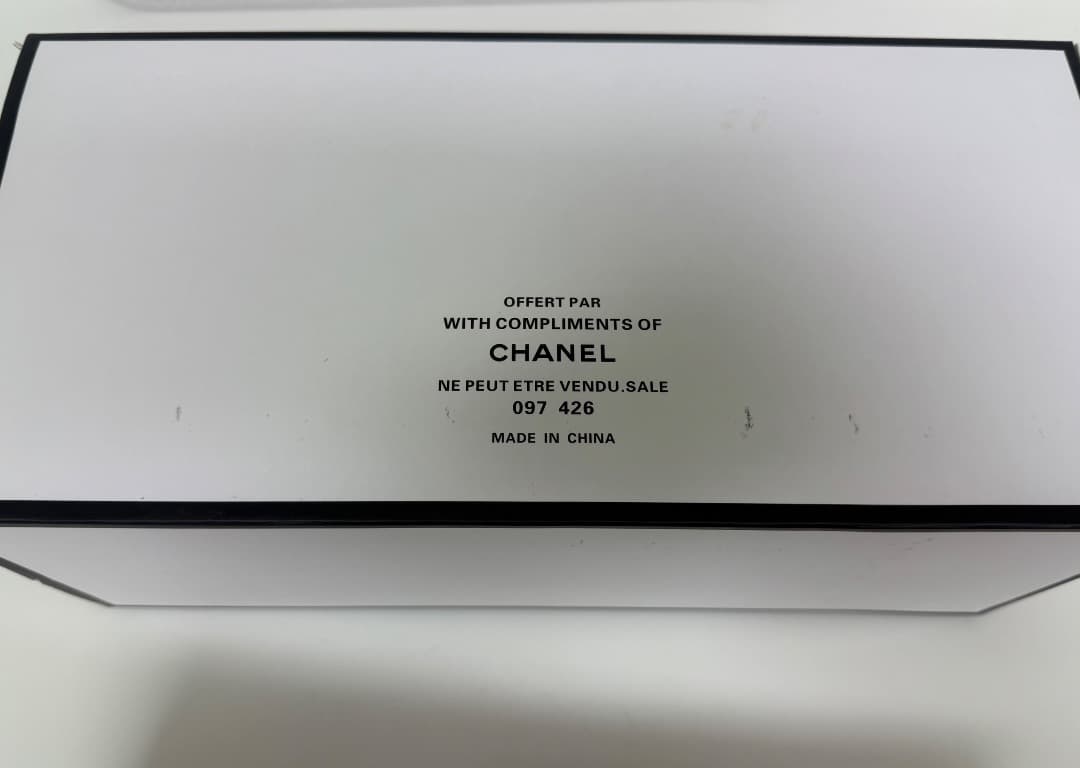 OFFERT PAR
WITH COMPLIMENTS OF
CHANEL
NE PEUT ETRE VENDU.SALE
097 426
MADE IN CHINA